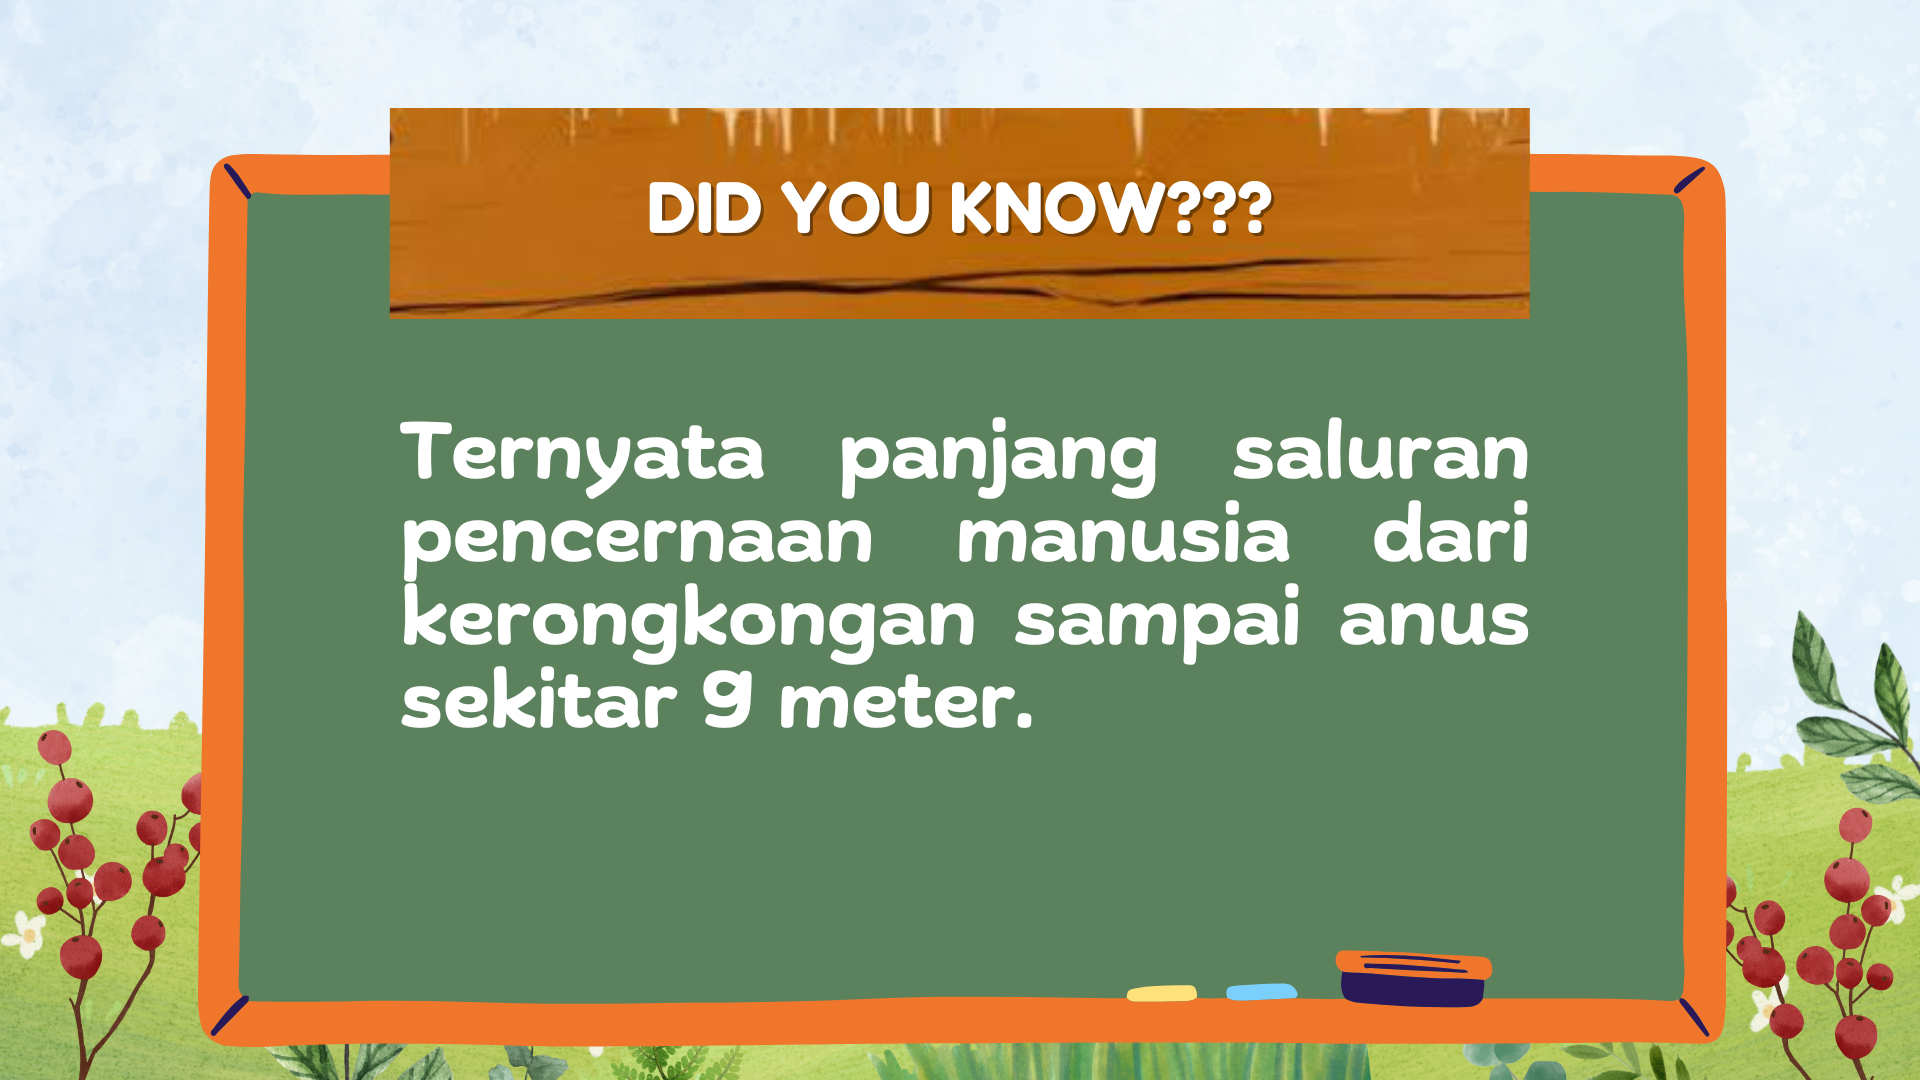 DID YOU KNOW???
Ternyata panjang saluran
pencernaan manusia dari
kerongkongan sampai anus
sekitar 9 meter.